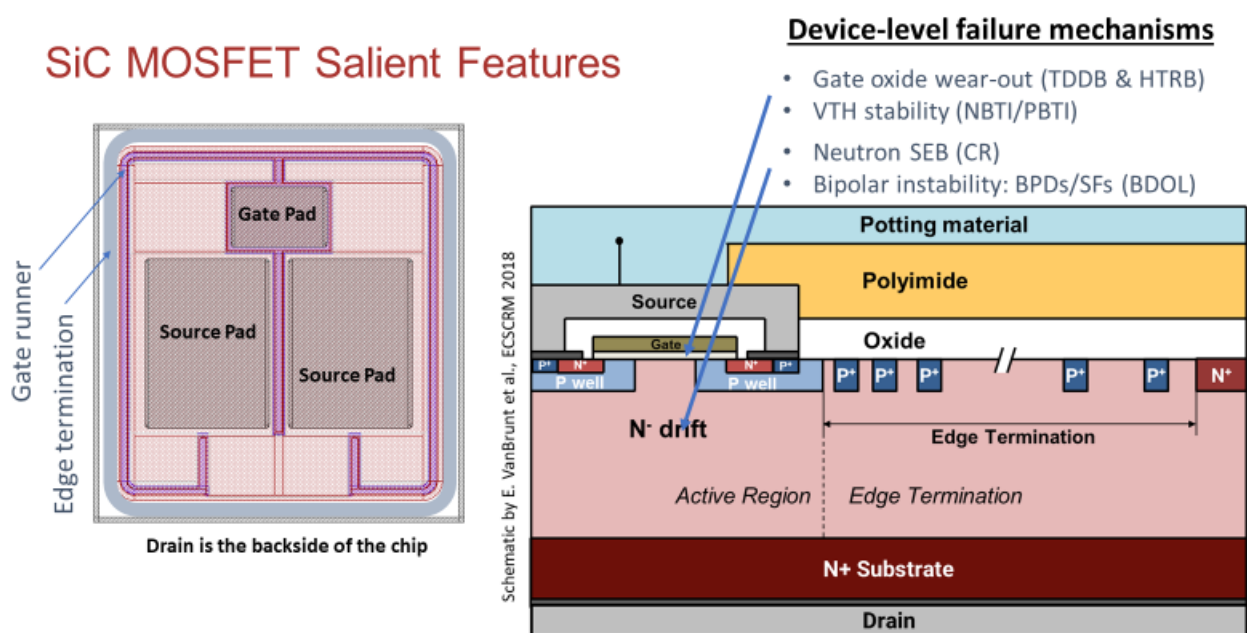 SiC MOSFET Salient Features
Gate runner
Edge termination
Gate Pad
Source Pad
Source Pad
Drain is the backside of the chip
Device-level failure mechanisms
• Gate oxide wear-out (TDDB & HTRB)
• VTH stability (NBTI/PBTI)
• Neutron SEB (CR)
• Bipolar instability: BPDs/SFs (BDOL)
Schematic by E. VanBrunt et al., ECSCRM 2018
Potting material
Polyimide
Source
Gate
Oxide
P+ N+ N+ P+ P+ P+ P+ P+ P+ N+
P well P well
N- drift
Edge Termination
Active Region Edge Termination
N+ Substrate
Drain